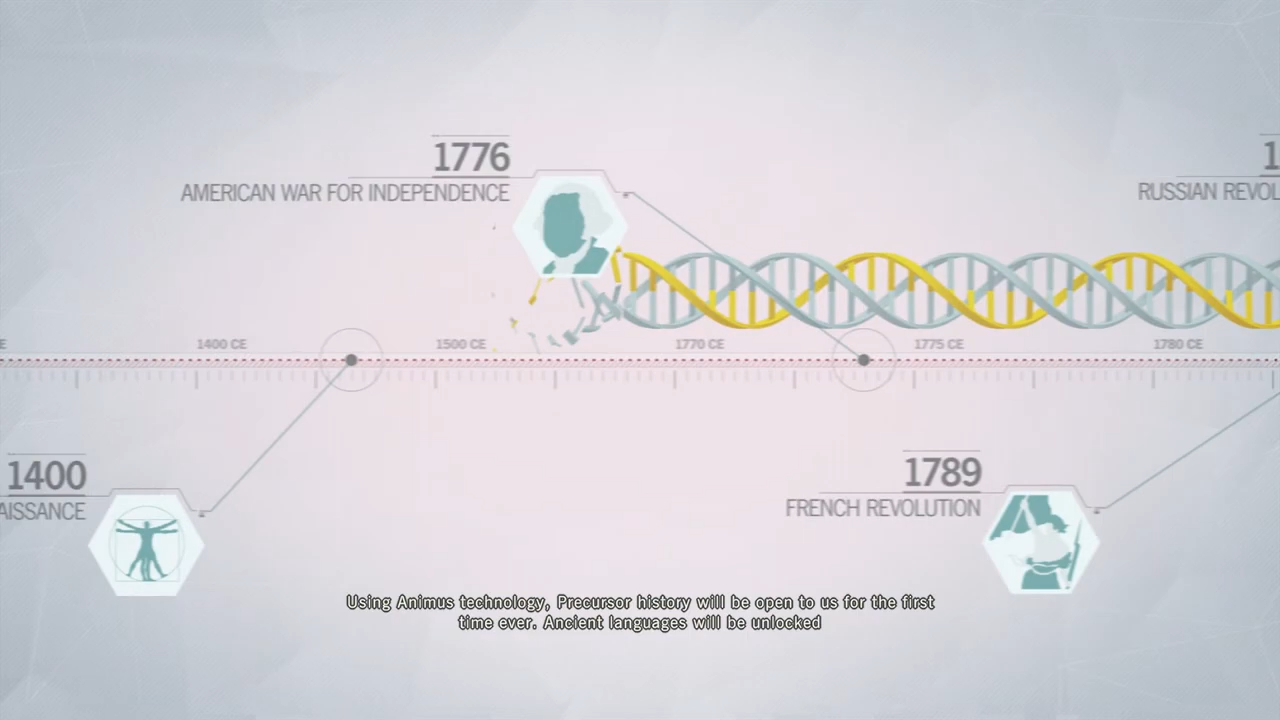 1776
AMERICAN WAR FOR INDEPENDENCE
1
RUSSIAN REVOL
E
1400 CE
1500 CE
1770 CE
1775 CE
1780 CE
1400
AISSANCE
1789
FRENCH REVOLUTION
Using Animus technology, Precursor history will be open to us for the first
time ever. Ancient languages will be unlocked